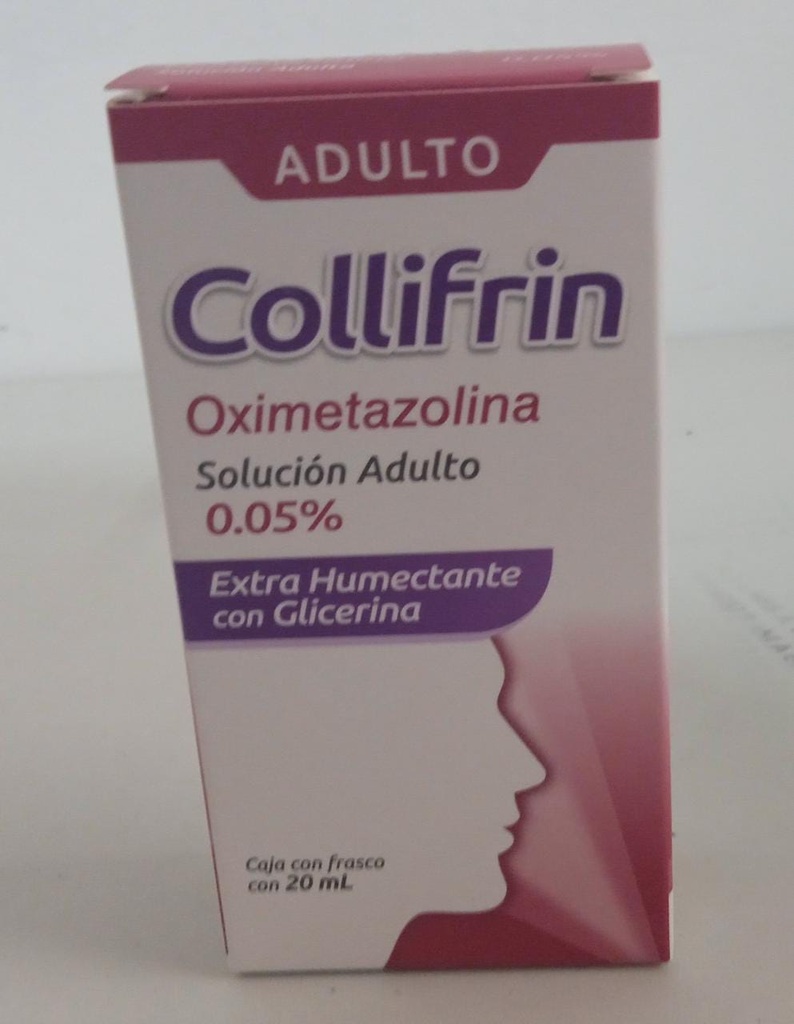 ADULTO
Collifrin
Oximetazolina
Solución Adulto
0.05%
Extra Humectante
con Glicerina
Caja con frasco
con 20 mL